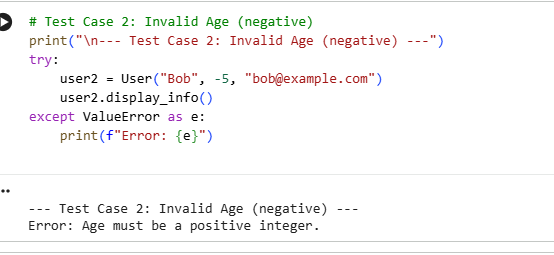 # Test Case 2: Invalid Age (negative)
print("\n--- Test Case 2: Invalid Age (negative) ---")
try:
    user2 = User("Bob", -5, "bob@example.com")
    user2.display_info()
except ValueError as e:
    print(f"Error: {e}")
--- Test Case 2: Invalid Age (negative) ---
Error: Age must be a positive integer.